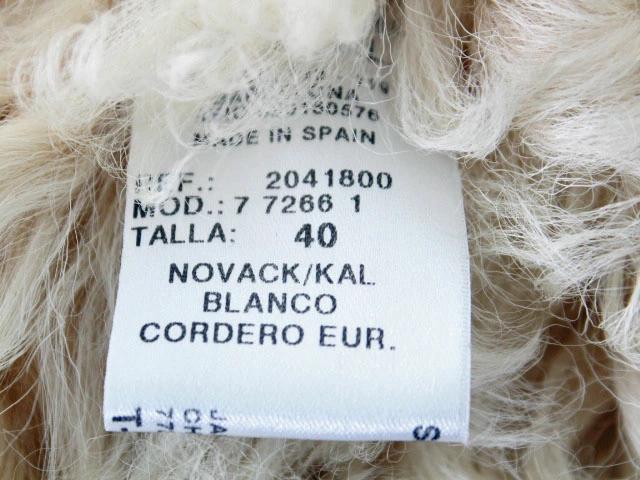 MADE IN SPAIN
REF.: 2041800
MOD.: 7 7266 1
TALLA: 40
NOVACK/KAL.
BLANCO
CORDERO EUR.